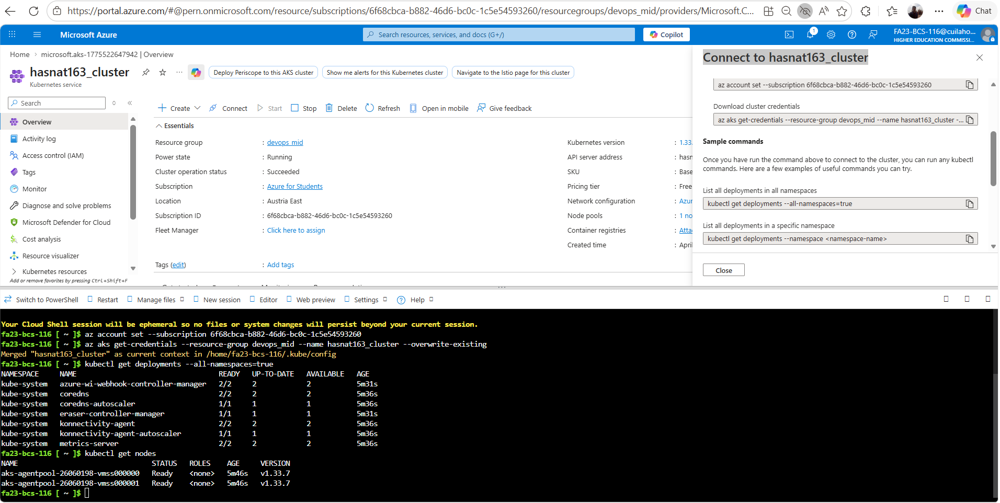 https://portal.azure.com/#@pern.onmicrosoft.com/resource/subscriptions/6f68cbca-b882-46d6-bc0c-1c5e54593260/resourcegroups/devops_mid/providers/Microsoft.C...
Chat
Microsoft Azure
Search resources, services, and docs (G+/)
Copilot
1
FA23-BCS-116@cuilaho...
HIGHER EDUCATION COMMISSI...
Home > microsoft.aks-1775522647942 | Overview
hasnat163_cluster
Kubernetes service
Deploy Periscope to this AKS cluster
Show me alerts for this Kubernetes cluster
Navigate to the Istio page for this cluster
Search
Overview
Activity log
Access control (IAM)
Tags
Monitor
Diagnose and solve problems
Microsoft Defender for Cloud
Cost analysis
Resource visualizer
Kubernetes resources
Add or remove favorites by pressing Ctrl+Shift+F
Create
Connect
Start
Stop
Delete
Refresh
Open in mobile
Give feedback
Essentials
Resource group : devops_mid
Power state : Running
Cluster operation status : Succeeded
Subscription : Azure for Students
Location : Austria East
Subscription ID : 6f68cbca-b882-46d6-bc0c-1c5e54593260
Fleet Manager : Click here to assign
Kubernetes version : 1.33.
API server address : hasn
SKU : Base
Pricing tier : Free
Network configuration : Azur
Node pools : 1 no
Container registries : Atta
Created time : April
Tags (edit) : Add tags
Connect to hasnat163_cluster
az account set --subscription 6f68cbca-b882-46d6-bc0c-1c5e54593260
Download cluster credentials
az aks get-credentials --resource-group devops_mid --name hasnat163_cluster -...
Sample commands
Once you have run the command above to connect to the cluster, you can run any kubectl
commands. Here are a few examples of useful commands you can try.
List all deployments in all namespaces
kubectl get deployments --all-namespaces=true
List all deployments in a specific namespace
kubectl get deployments --namespace <namespace-name>
Close
Switch to PowerShell
Restart
Manage files
New session
Editor
Web preview
Settings
Help
Your Cloud Shell session will be ephemeral so no files or system changes will persist beyond your current session.
fa23-bcs-116 [ ~ ]$ az account set --subscription 6f68cbca-b882-46d6-bc0c-1c5e54593260
fa23-bcs-116 [ ~ ]$ az aks get-credentials --resource-group devops_mid --name hasnat163_cluster --overwrite-existing
Merged "hasnat163_cluster" as current context in /home/fa23-bcs-116/.kube/config
fa23-bcs-116 [ ~ ]$ kubectl get deployments --all-namespaces=true
NAMESPACE NAME READY UP-TO-DATE AVAILABLE AGE
kube-system azure-wi-webhook-controller-manager 2/2 2 2 5m31s
kube-system coredns 2/2 2 2 5m36s
kube-system coredns-autoscaler 1/1 1 1 5m36s
kube-system eraser-controller-manager 1/1 1 1 5m31s
kube-system konnectivity-agent 2/2 2 2 5m36s
kube-system konnectivity-agent-autoscaler 1/1 1 1 5m36s
kube-system metrics-server 2/2 2 2 5m36s
fa23-bcs-116 [ ~ ]$ kubectl get nodes
NAME STATUS ROLES AGE VERSION
aks-agentpool-26060198-vmss000000 Ready <none> 5m46s v1.33.7
aks-agentpool-26060198-vmss000001 Ready <none> 5m46s v1.33.7
fa23-bcs-116 [ ~ ]$